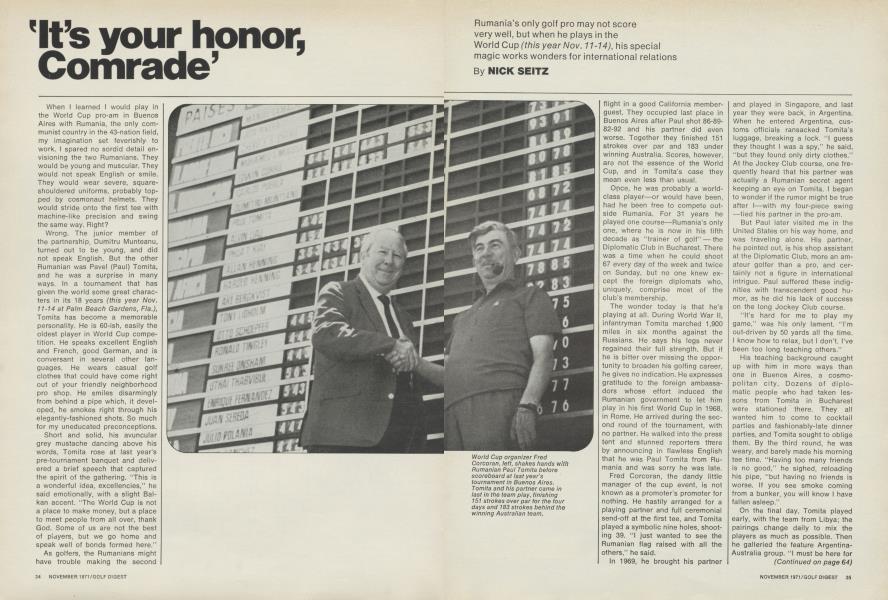 'It's your honor,
Comrade'
Rumania's only golf pro may not score
very well, but when he plays in the
World Cup (this year Nov. 11-14), his special
magic works wonders for international relations
By NICK SEITZ
When I learned I would play in
the World Cup pro-am in Buenos
Aires with Rumania, the only com-
munist country in the 43-nation field,
my imagination set feverishly to
work. I spared no sordid detail en-
visioning the two Rumanians. They
would be young and muscular. They
would not speak English or smile.
They would wear severe, square-
shouldered uniforms, probably top-
ped by cosmonaut helmets. They
would stride onto the first tee with
machine-like precision and swing
the same way. Right?
Wrong. The junior member of
the partnership, Dumitru Munteanu,
turned out to be young, and did
not speak English. But the other
Rumanian was Pavel (Paul) Tomita,
and he was a surprise in many
ways. In a tournament that has
given the world some great charac-
ters in its 18 years (this year Nov.
11-14 at Palm Beach Gardens, Fla.),
Tomita has become a memorable
personality. He is 60-ish, easily the
oldest player in World Cup compe-
tition. He speaks excellent English
and French, good German, and is
conversant in several other lan-
guages. He wears casual golf
clothes that could have come right
out of your friendly neighborhood
pro shop. He smiles disarmingly
from behind a pipe which, it devel-
oped, he smokes right through his
elegantly-fashioned shots. So much
for my uneducated preconceptions.
Short and solid, his avuncular
grey mustache dancing above his
words, Tomita rose at last year's
pre-tournament banquet and deliv-
ered a brief speech that captured
the spirit of the gathering. "This is
a wonderful idea, excellencies," he
said emotionally, with a slight Bal-
kan accent. "The World Cup is not
a place to make money, but a place
to meet people from all over, thank
God. Some of us are not the best
of players, but we go home and
speak well of bonds formed here."
As golfers, the Rumanians might
have trouble making the second
PAISES
DUMITRU MUNTEANU
PAUL TOMITA
ALLAN HENNING
HAROLD HENNING
AKE BERGKVIST
TONY LIDHOLM
OTTO SCHOEPFER
RONALD TINGLEY
SUKREE ONSHAM
UTHAI THABVIBUL
ENRIQUE FERNANDEZ
JUAN SEREDA
JULIO POLANIA
World Cup organizer Fred
Corcoran, left, shakes hands with
Rumanian Paul Tomita before
scoreboard at last year's
tournament in Buenos Aires.
Tomita and his partner came in
last in the team play, finishing
151 strokes over par for the four
days and 183 strokes behind the
winning Australian team.
flight in a good California member-
guest. They occupied last place in
Buenos Aires after Paul shot 86-89-
82-92 and his partner did even
worse. Together they finished 151
strokes over par and 183 under
winning Australia. Scores, however,
are not the essence of the World
Cup, and in Tomita's case they
mean even less than usual.
Once, he was probably a world-
class player—or would have been,
had he been free to compete out-
side Rumania. For 31 years he
played one course—Rumania's only
one, where he is now in his fifth
decade as "trainer of golf"—the
Diplomatic Club in Bucharest. There
was a time when he could shoot
67 every day of the week and twice
on Sunday, but no one knew ex-
cept the foreign diplomats who,
uniquely, comprise most of the
club's membership.
The wonder today is that he's
playing at all. During World War II,
infantryman Tomita marched 1,900
miles in six months against the
Russians. He says his legs never
regained their full strength. But if
he is bitter over missing the oppor-
tunity to broaden his golfing career,
he gives no indication. He expresses
gratitude to the foreign ambassa-
dors whose effort induced the
Rumanian government to let him
play in his first World Cup in 1968,
in Rome. He arrived during the sec-
ond round of the tournament, with
no partner. He walked into the press
tent and stunned reporters there
by announcing in flawless English
that he was Paul Tomita from Ru-
mania and was sorry he was late.
Fred Corcoran, the dandy little
manager of the cup event, is not
known as a promoter's promoter for
nothing. He hastily arranged for a
playing partner and full ceremonial
send-off at the first tee, and Tomita
played a symbolic nine holes, shoot-
ing 39. "I just wanted to see the
Rumanian flag raised with all the
others," he said.
In 1969, he brought his partner
and played in Singapore, and last
year they were back, in Argentina.
When he entered Argentina, cus-
toms officials ransacked Tomita's
luggage, breaking a lock. "I guess
they thought I was a spy," he said,
"but they found only dirty clothes."
At the Jockey Club course, one fre-
quently heard that his partner was
actually a Rumanian secret agent
keeping an eye on Tomita. I began
to wonder if the rumor might be true
after I—with my four-piece swing
—tied his partner in the pro-am.
But Paul later visited me in the
United States on his way home, and
was traveling alone. His partner,
he pointed out, is his shop assistant
at the Diplomatic Club, more an am-
ateur golfer than a pro, and cer-
tainly not a figure in international
intrigue. Paul suffered these indig-
nities with transcendent good hu-
mor, as he did his lack of success
on the long Jockey Club course.
"It's hard for me to play my
game," was his only lament. "I'm
out-driven by 50 yards all the time.
I know how to relax, but I don't. I've
been too long teaching others."
His teaching background caught
up with him in more ways than
one in Buenos Aires, a cosmo-
politan city. Dozens of diplo-
matic people who had taken les-
sons from Tomita in Bucharest
were stationed there. They all
wanted him to come to cocktail
parties and fashionably-late dinner
parties, and Tomita sought to oblige
them. By the third round, he was
weary, and barely made his morning
tee time. "Having too many friends
is no good," he sighed, reloading
his pipe, "but having no friends is
worse. If you see smoke coming
from a bunker, you will know I have
fallen asleep."
On the final day, Tomita played
early, with the team from Libya; the
pairings change daily to mix the
players as much as possible. Then
he galleried the feature Argentina-
Australia group. "I must be here for
(Continued on page 64)
34 NOVEMBER 1971/GOLF DIGEST
NOVEMBER 1971/GOLF DIGEST 35